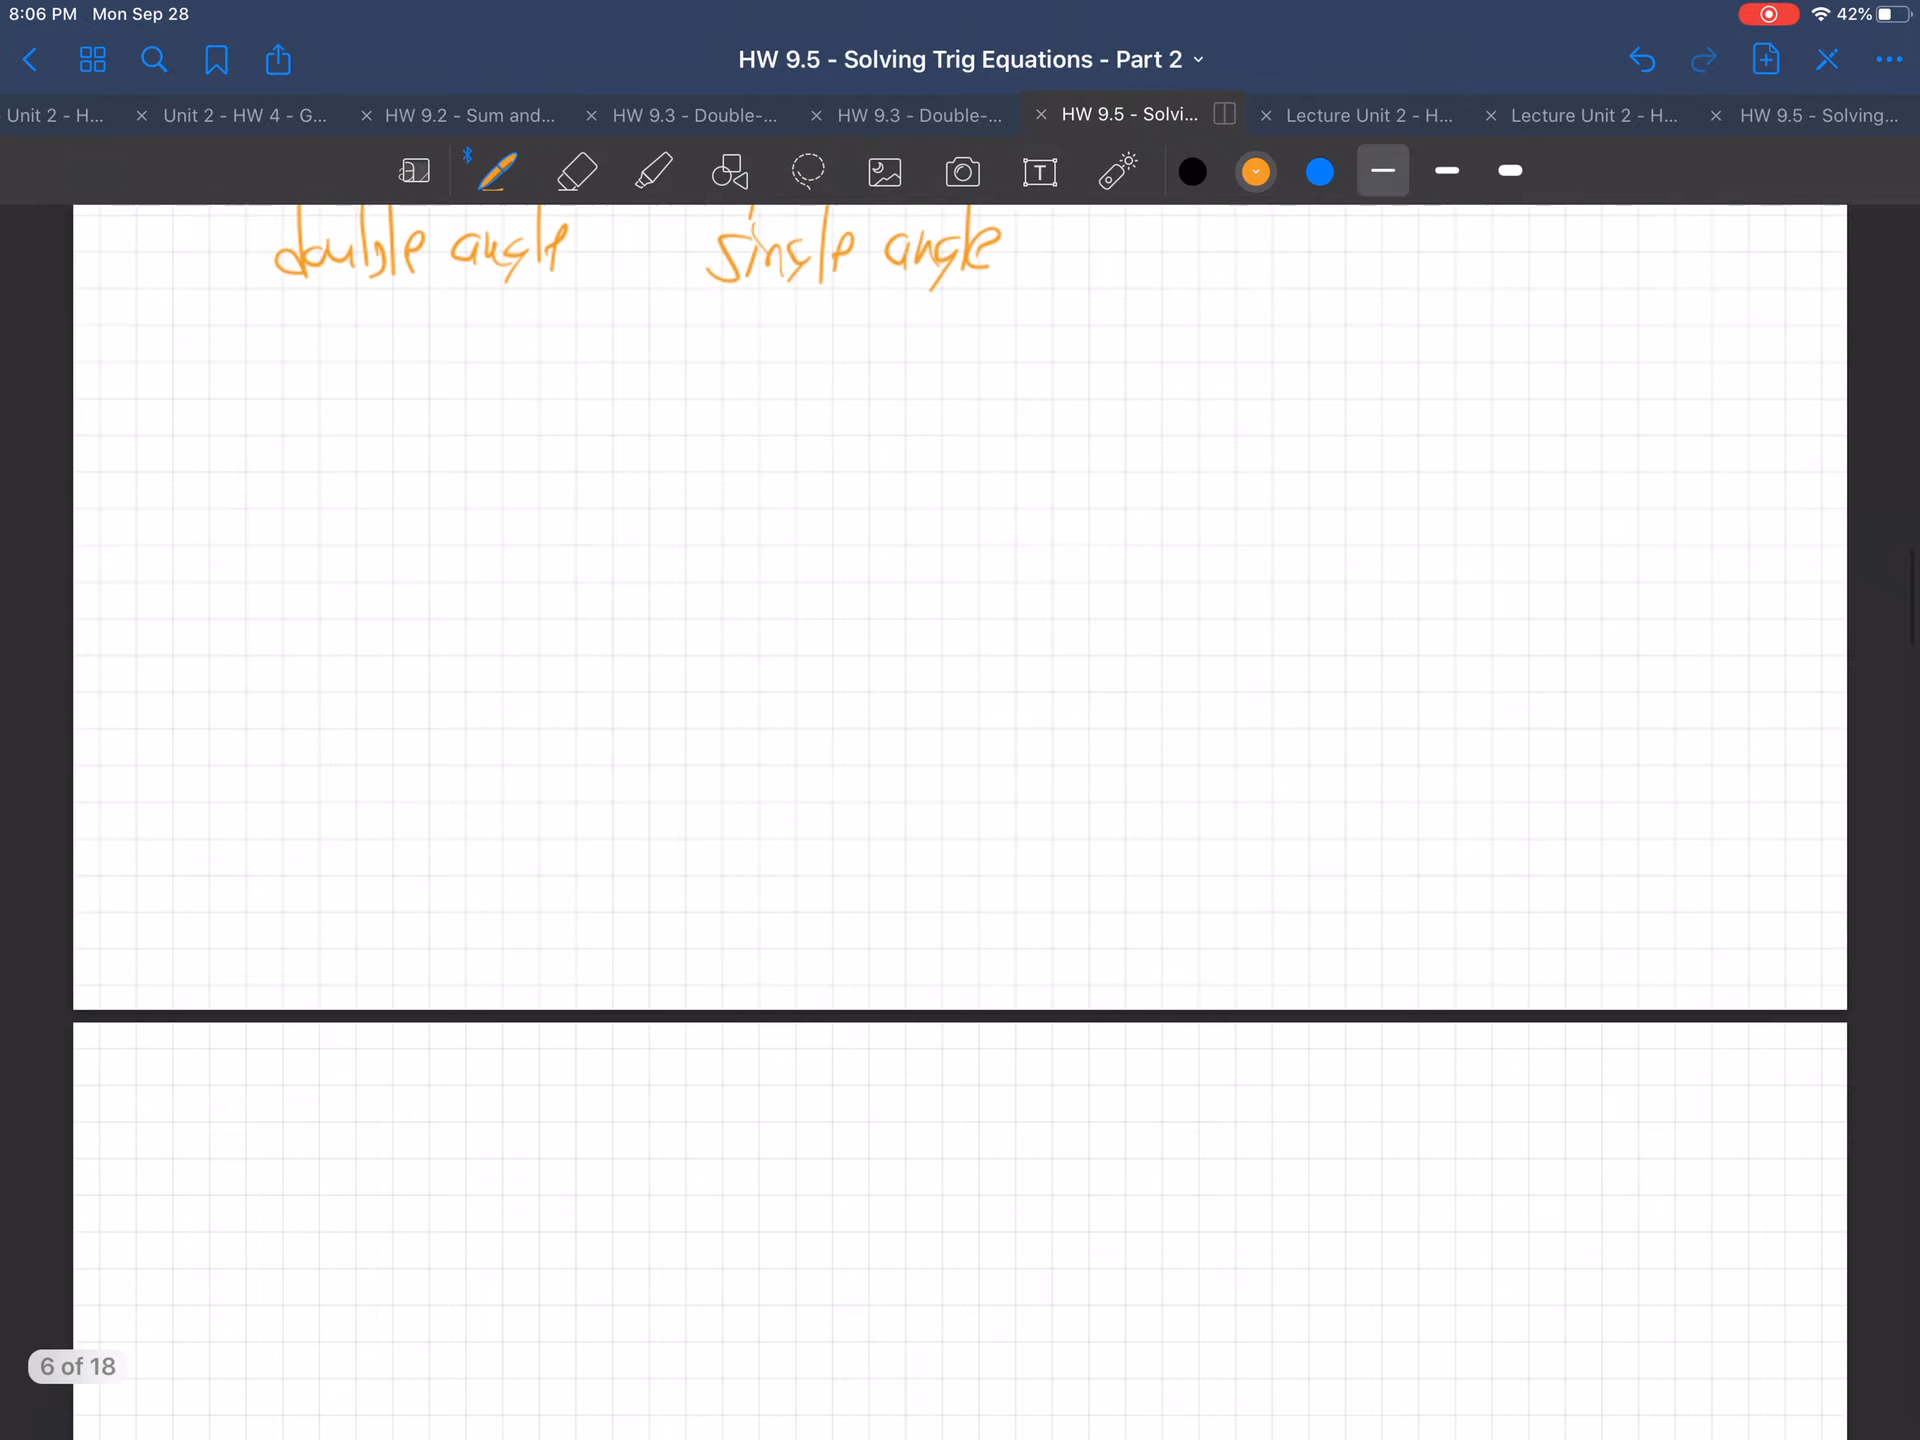 8:06 PM Mon Sep 28 42%
HW 9.5 - Solving Trig Equations - Part 2
Unit 2 - H... Unit 2 - HW 4 - G... HW 9.2 - Sum and... HW 9.3 - Double-... HW 9.3 - Double-... HW 9.5 - Solvi... Lecture Unit 2 - H... Lecture Unit 2 - H... HW 9.5 - Solving...
T
double angle single angle
6 of 18